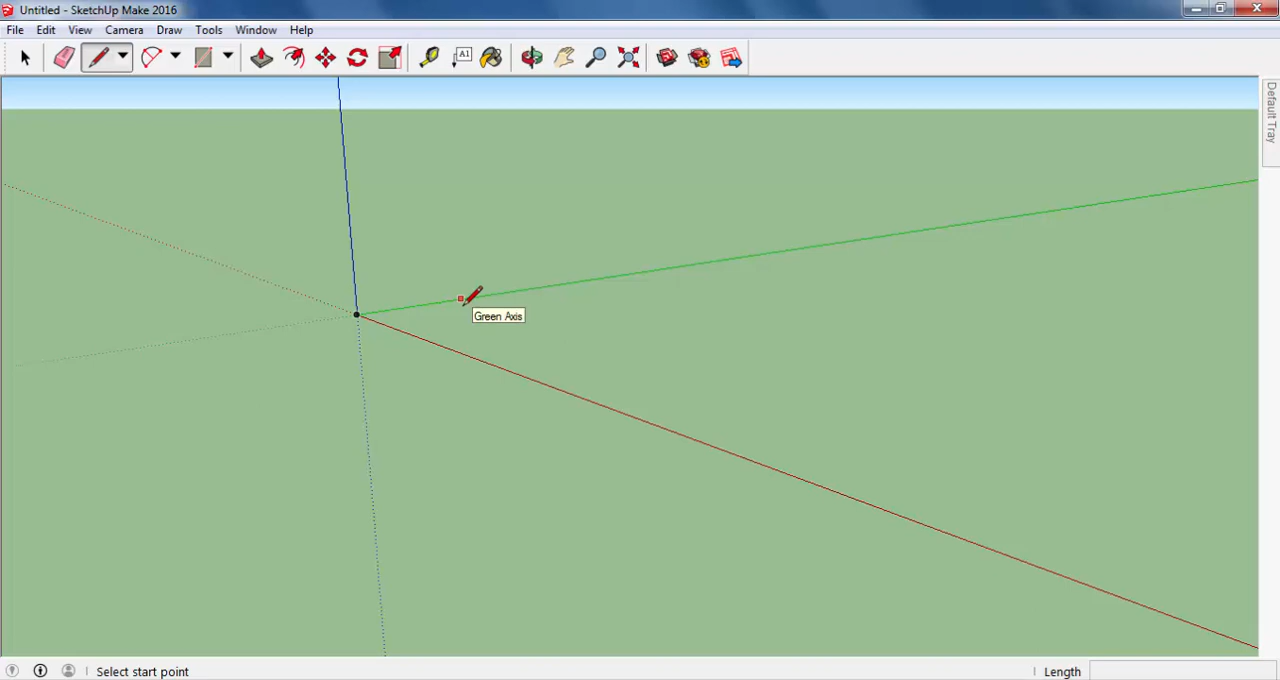 Untitled - SketchUp Make 2016
File Edit View Camera Draw Tools Window Help
A1
Default Tray
Green Axis
Select start point Length